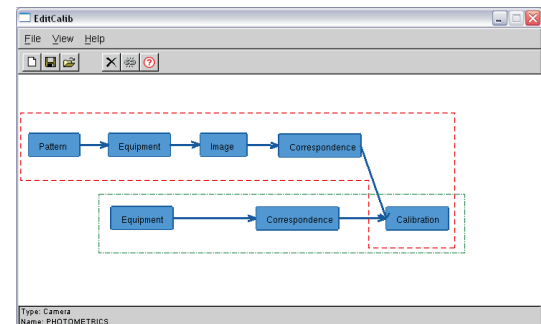 EditCalib
File View Help
Pattern Equipment Image Correspondence
Equipment Correspondence Calibration
Type: Camera
Name: PHOTOMETRICS